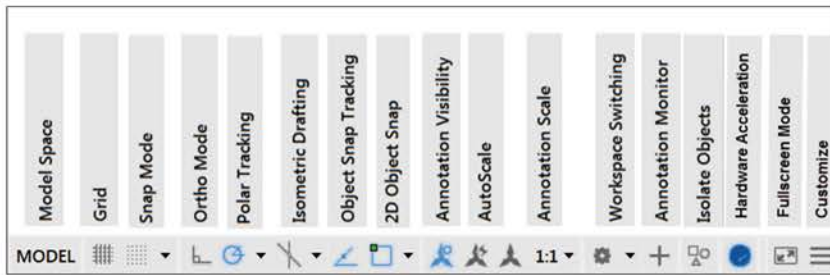 Model Space
Grid
Snap Mode
Ortho Mode
Polar Tracking
Isometric Drafting
Object Snap Tracking
2D Object Snap
Annotation Visibility
AutoScale
Annotation Scale
Workspace Switching
Annotation Monitor
Isolate Objects
Hardware Acceleration
Fullscreen Mode
Customize
MODEL 1:1